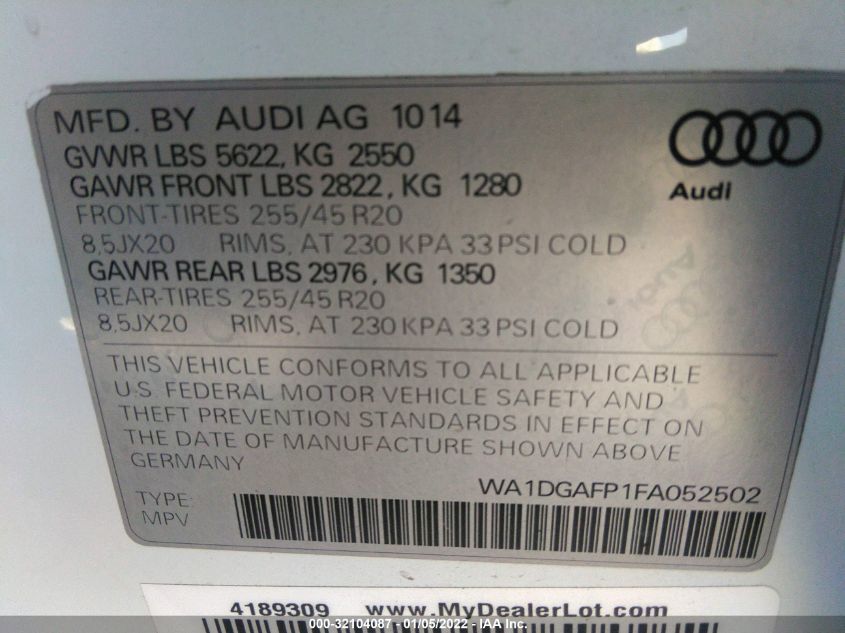 MFD. BY AUDI AG 1014
GVWR LBS 5622, KG 2550
GAWR FRONT LBS 2822, KG 1280
FRONT-TIRES 255/45 R20
8,5JX20 RIMS, AT 230 KPA 33 PSI COLD
GAWR REAR LBS 2976, KG 1350
REAR-TIRES 255/45 R20
8,5JX20 RIMS, AT 230 KPA 33 PSI COLD
Audi
Audi
THIS VEHICLE CONFORMS TO ALL APPLICABLE
U.S. FEDERAL MOTOR VEHICLE SAFETY AND
THEFT PREVENTION STANDARDS IN EFFECT ON
THE DATE OF MANUFACTURE SHOWN ABOVE
GERMANY
WA1DGAFP1FA052502
TYPE:
MPV
4189309 www.MyDealerLot.com
000-32104087 - 01/05/2022 - IAA Inc.